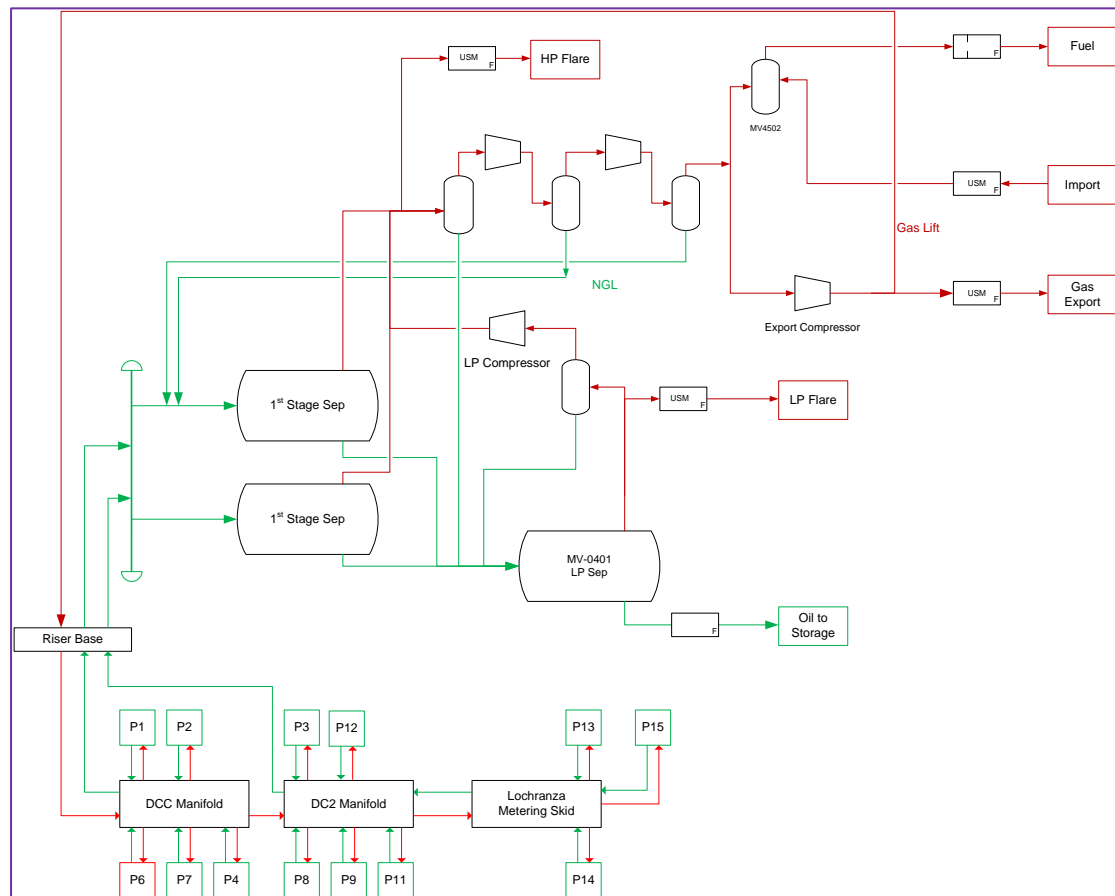 USM
F
HP Flare
F
Fuel
MV4502
USM
F
Import
Gas Lift
NGL
USM
F
Gas
Export
Export Compressor
LP Compressor
1st Stage Sep
USM
F
LP Flare
1st Stage Sep
MV-0401
LP Sep
F
Oil to
Storage
Riser Base
P1
P2
P3
P12
P13
P15
DCC Manifold
DC2 Manifold
Lochranza
Metering Skid
P6
P7
P4
P8
P9
P11
P14